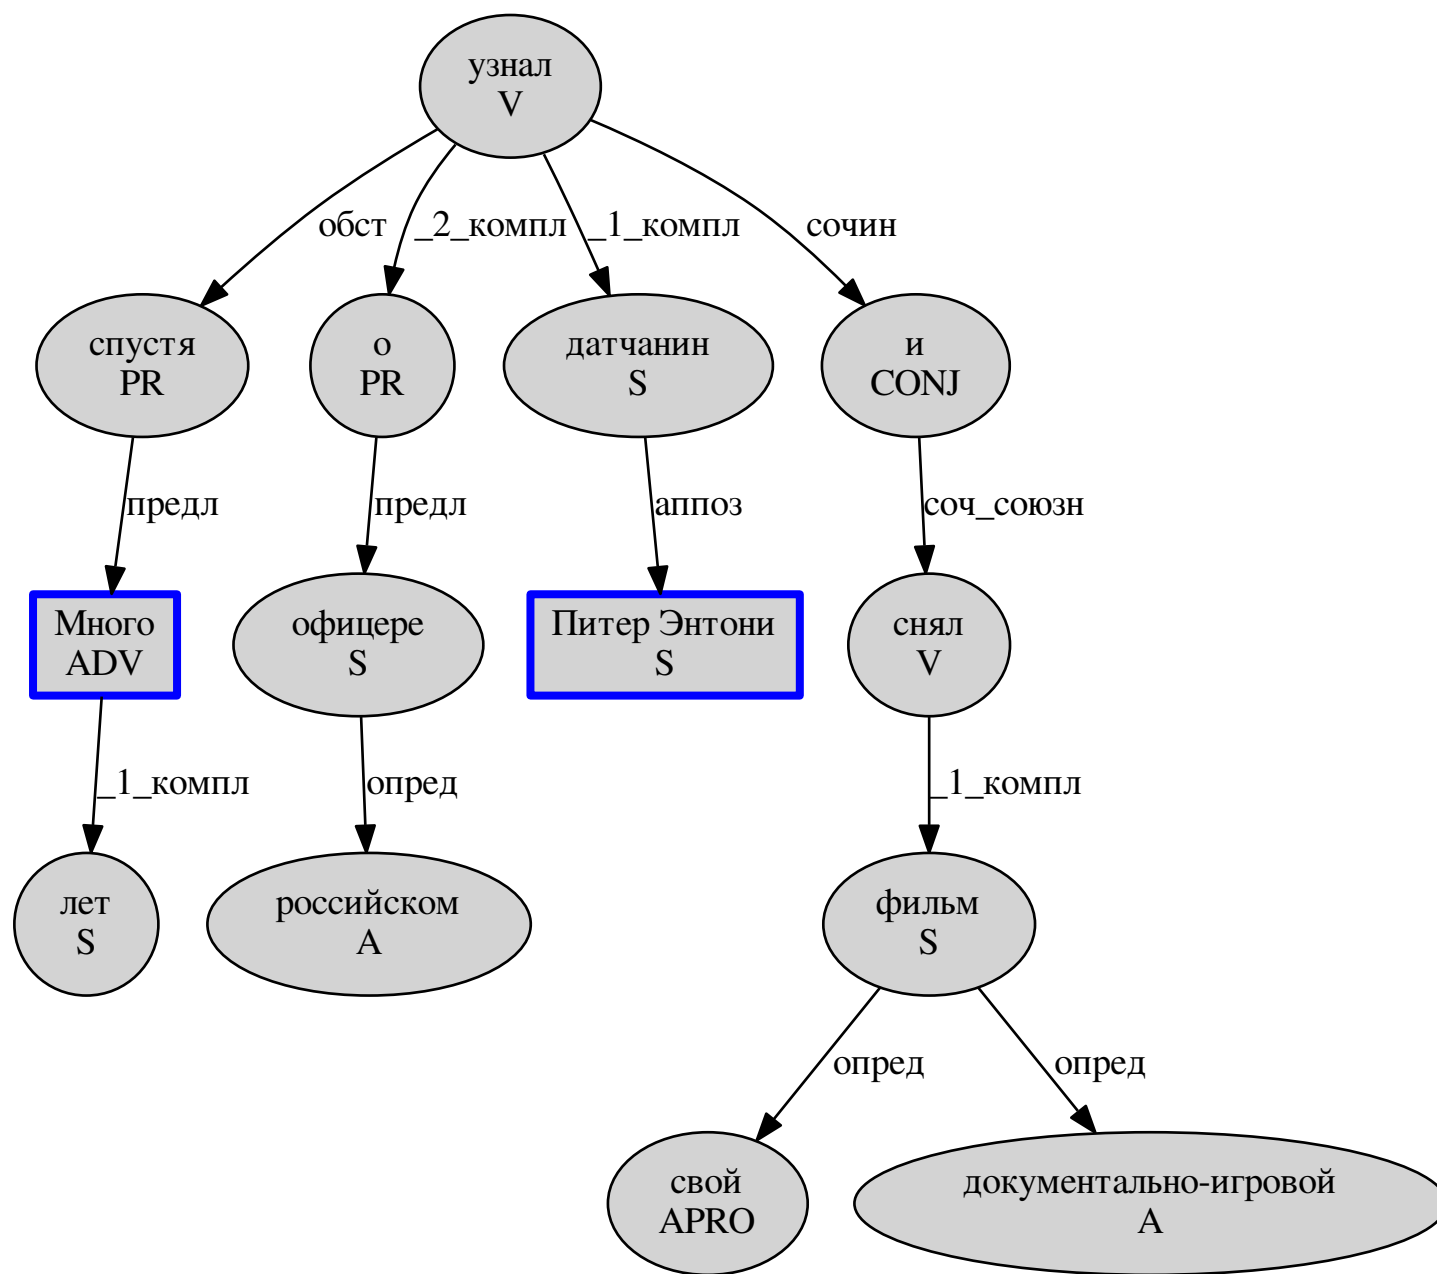 узнал
V
обст
_2_компл
_1_компл
сочин
спустя
PR
о
PR
датчанин
S
и
CONJ
предл
предл
аппоз
соч_союзн
Много
ADV
офицере
S
Питер Энтони
S
снял
V
_1_компл
опред
_1_компл
лет
S
российском
A
фильм
S
опред
опред
свой
APRO
документально-игровой
A